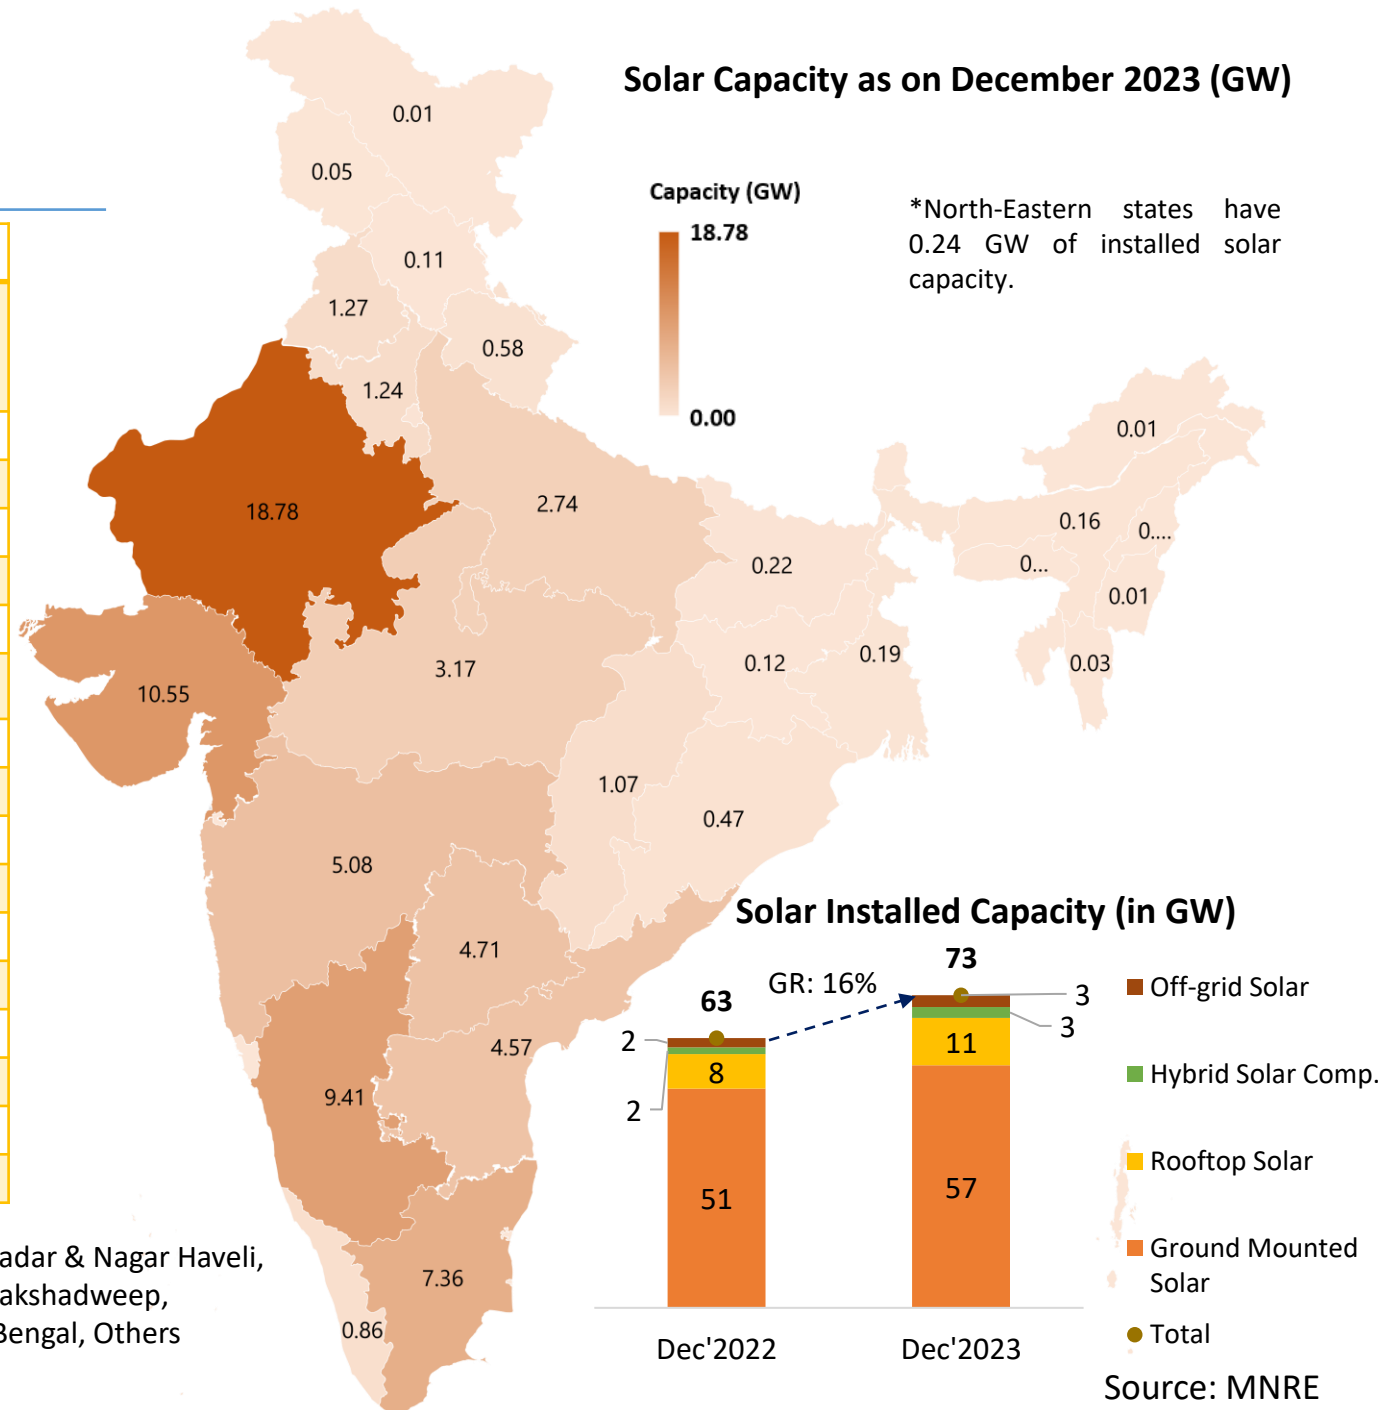 Solar Capacity as on December 2023 (GW)
Capacity (GW)
18.78
0.00
*North-Eastern states have
0.24 GW of installed solar
capacity.
0.01
0.05
0.11
1.27
0.58
1.24
18.78
2.74
0.22
0.01
0.16
0....
0...
0.01
0.03
0.12
0.19
3.17
10.55
1.07
0.47
5.08
4.71
4.57
9.41
7.36
0.86
adar & Nagar Haveli,
akshadweep,
Bengal, Others
Solar Installed Capacity (in GW)
63
GR: 16%
73
2
2
8
51
3
3
11
57
Dec'2022
Dec'2023
Off-grid Solar
Hybrid Solar Comp.
Rooftop Solar
Ground Mounted
Solar
Total
Source: MNRE